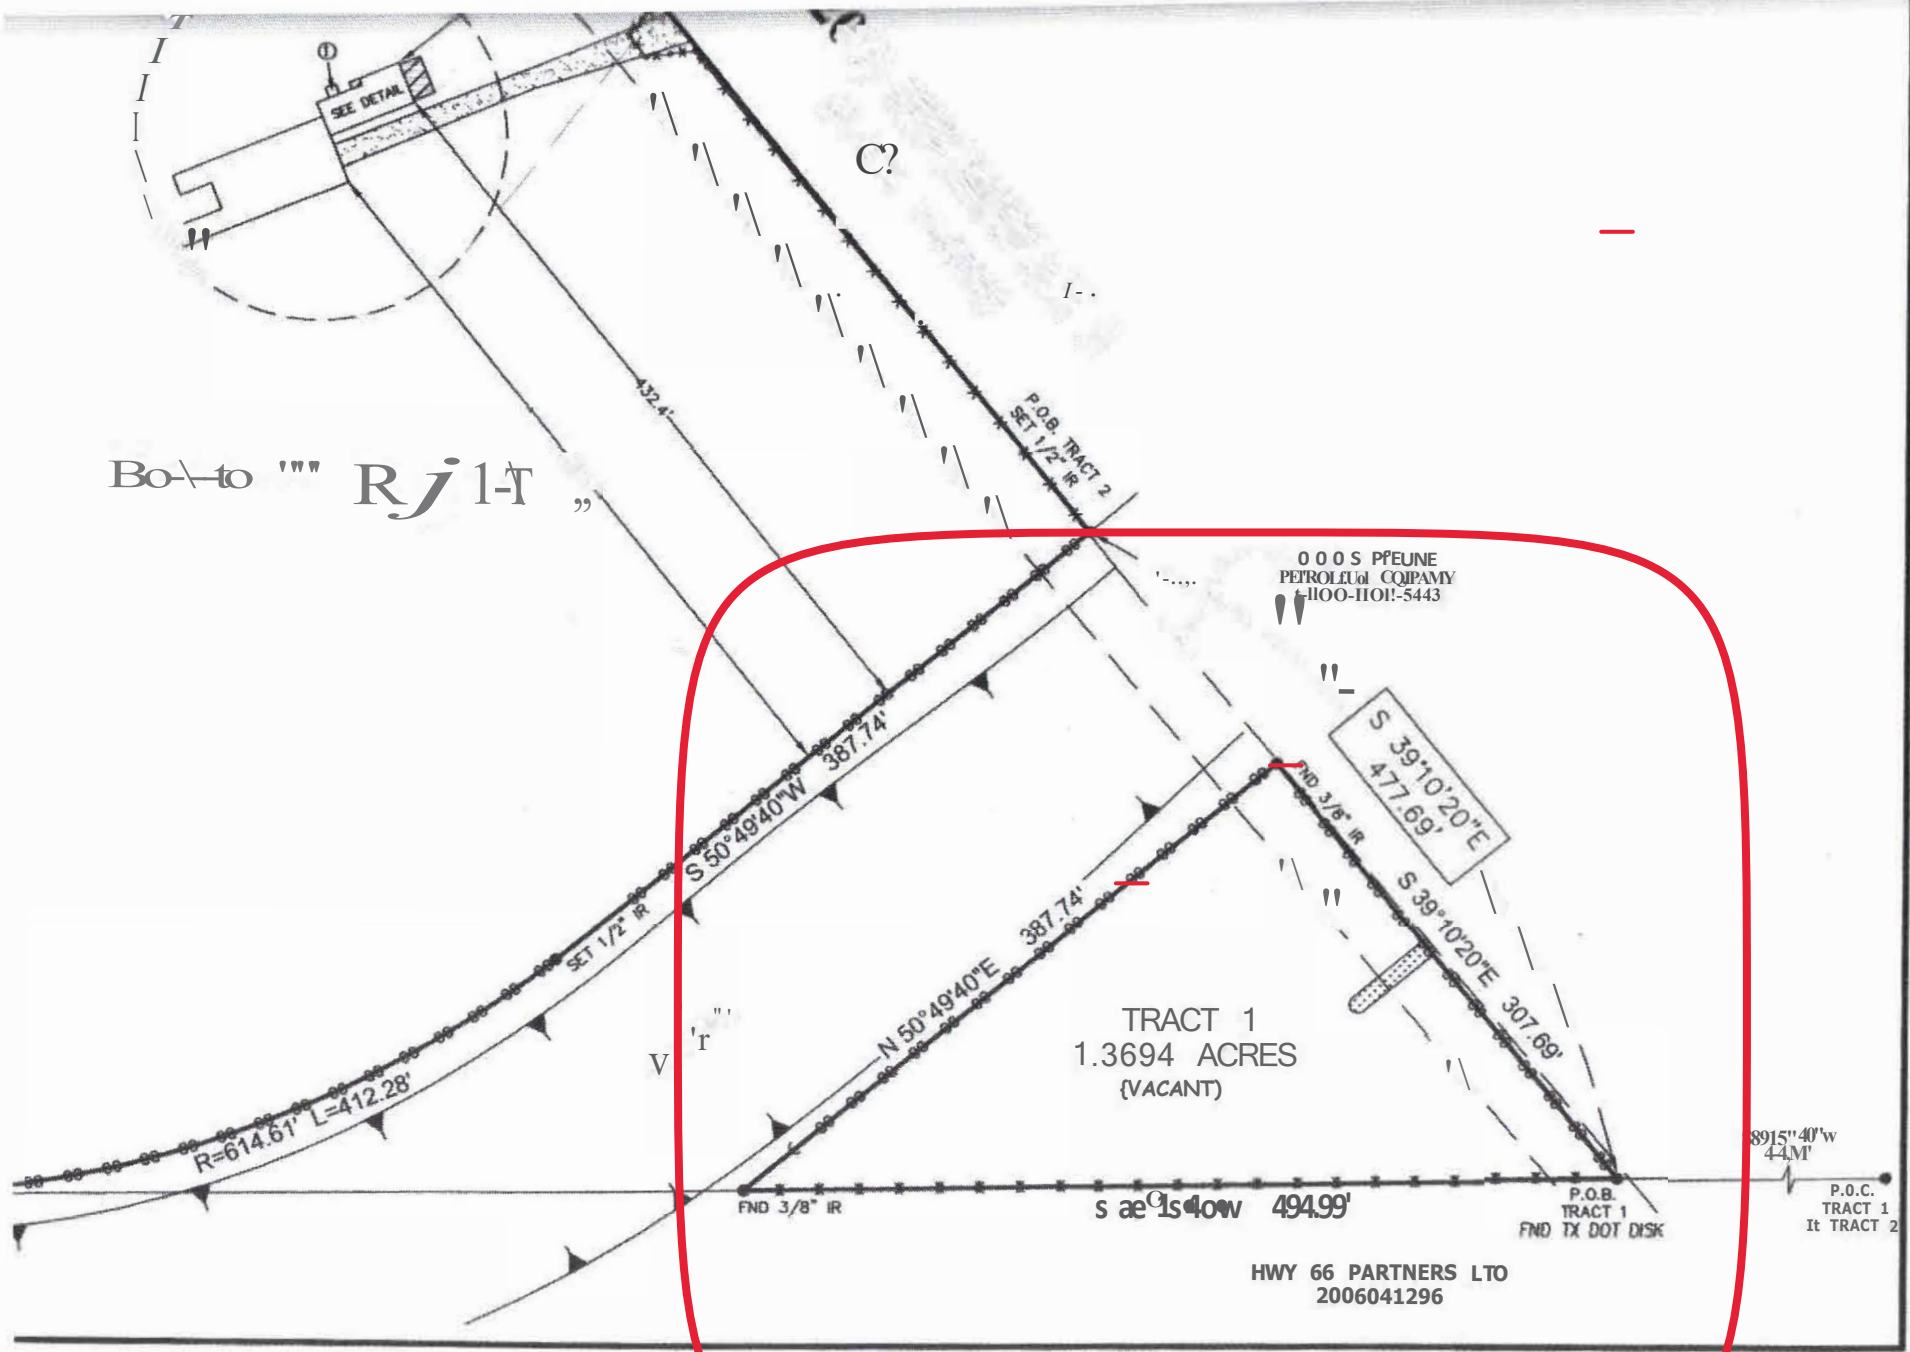 SEE DETAIL
432.4'
P.O.B. TRACT 2
SET 1/2" IR
5443
S 39°10'20"E
477.69'
S 50°49'40"W 387.74'
FND 3/8" IR
SET 1/2" IR
S 39°10'20"E 307.69'
N 50°49'40"E 387.74'
TRACT 1
1.3694 ACRES
(VACANT)
R=614.61' L=412.28'
FND 3/8" IR
494.99'
P.O.B.
TRACT 1
FND TX DOT DISK
P.O.C.
TRACT 1
TRACT 2
HWY 66 PARTNERS LTD
2006041296